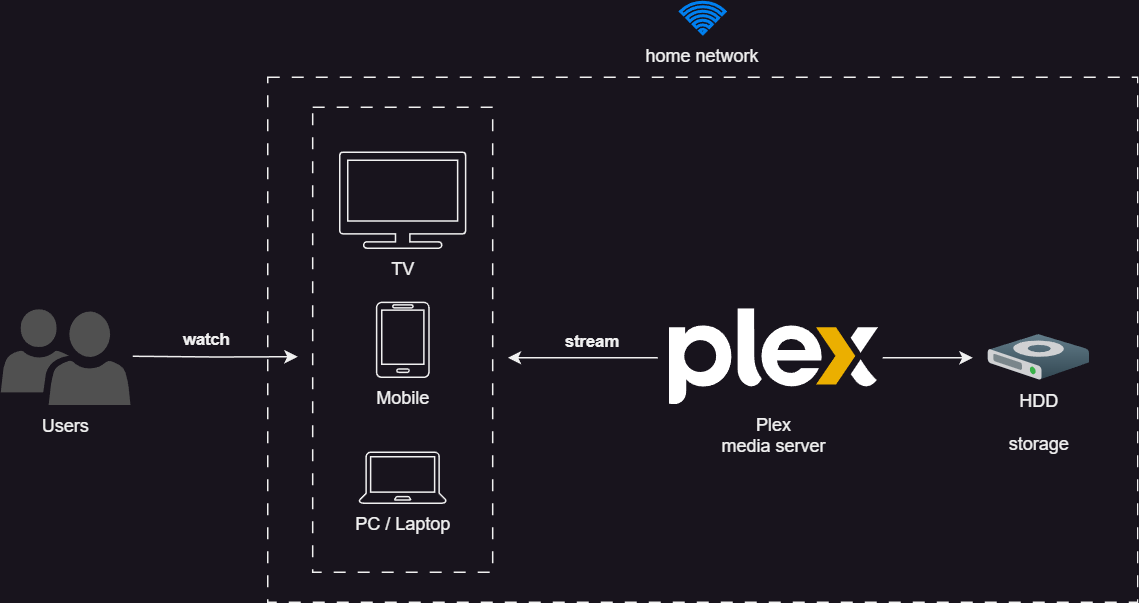 home network
TV
watch
stream
plex
Mobile
HDD
Users
Plex
media server
storage
PC / Laptop